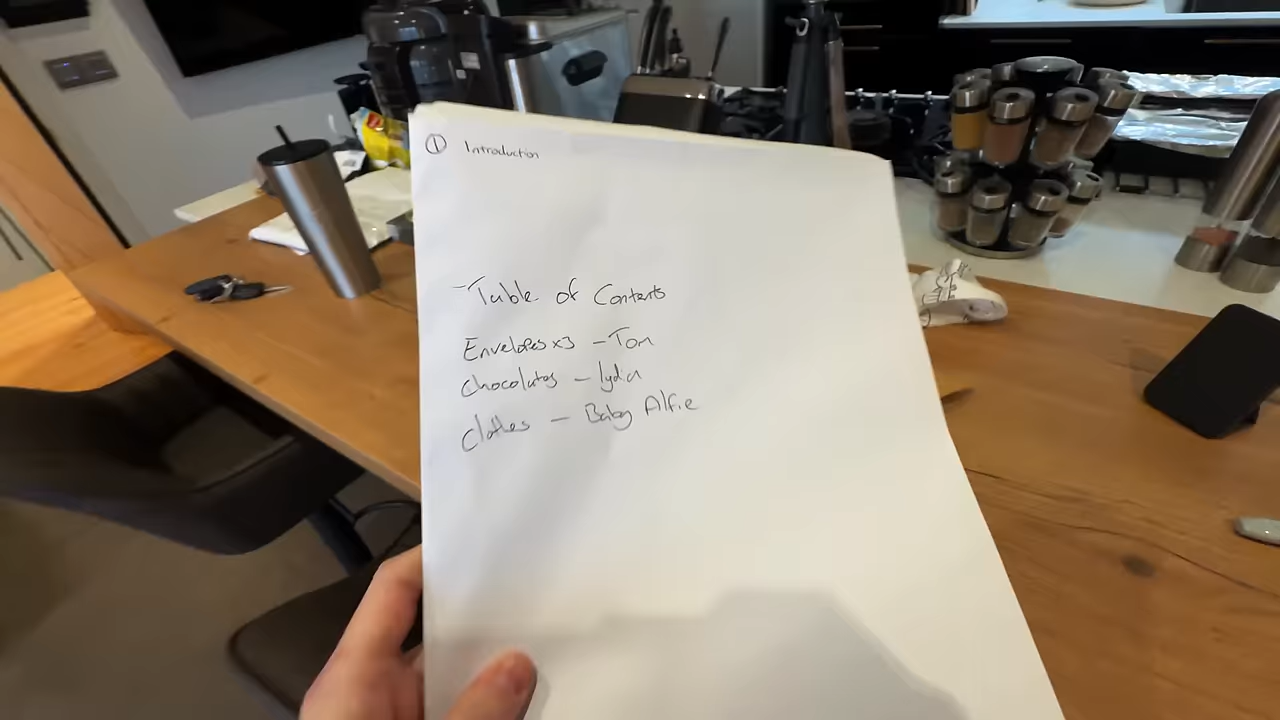 ① Introduction
-Table of Contents
Envelopes x3 - Tom
Chocolates - lydia
Clothes - Baby Alfie